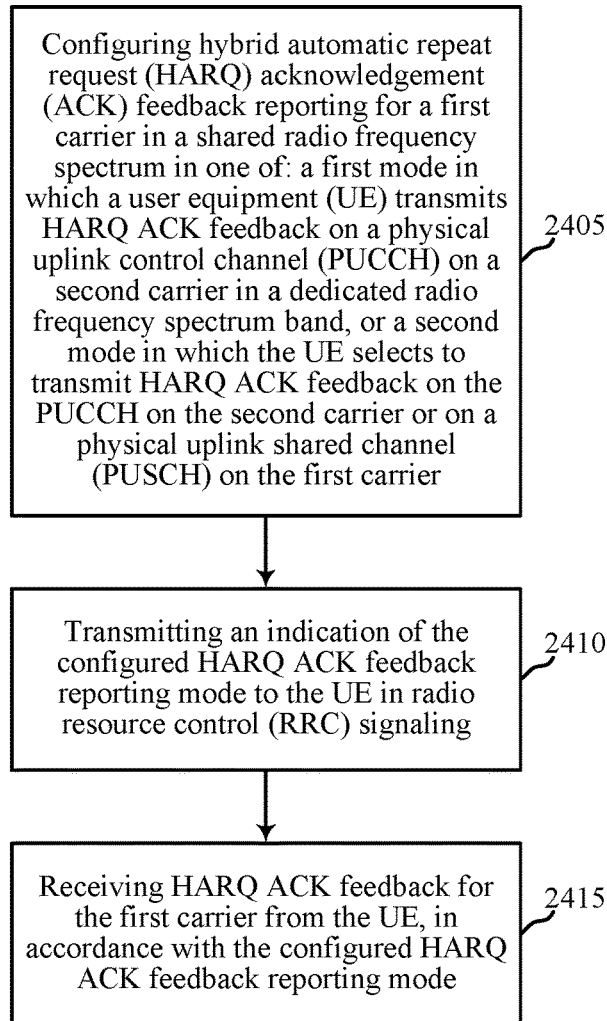 Configuring hybrid automatic repeat
request (HARQ) acknowledgement
(ACK) feedback reporting for a first
carrier in a shared radio frequency
spectrum in one of: a first mode in
which a user equipment (UE) transmits
HARQ ACK feedback on a physical
uplink control channel (PUCCH) on a
second carrier in a dedicated radio
frequency spectrum band, or a second
mode in which the UE selects to
transmit HARQ ACK feedback on the
PUCCH on the second carrier or on a
physical uplink shared channel
(PUSCH) on the first carrier
2405
Transmitting an indication of the
configured HARQ ACK feedback
reporting mode to the UE in radio
resource control (RRC) signaling
2410
Receiving HARQ ACK feedback for
the first carrier from the UE, in
accordance with the configured HARQ
ACK feedback reporting mode
2415